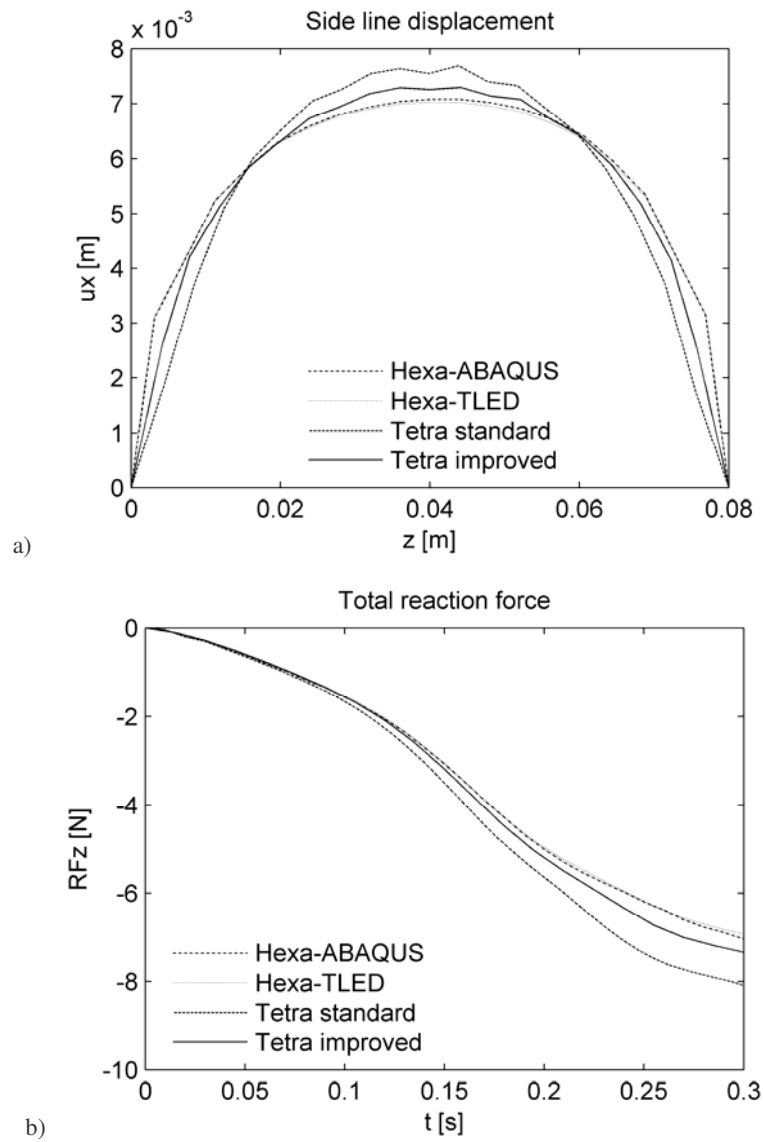 Side line displacement
x 10^-3
8
7
6
5
4
3
2
1
0
ux [m]
Hexa-ABAQUS
Hexa-TLED
Tetra standard
Tetra improved
0 0.02 0.04 0.06 0.08
z [m]
a)
Total reaction force
0
-2
-4
-6
-8
-10
RFz [N]
Hexa-ABAQUS
Hexa-TLED
Tetra standard
Tetra improved
0 0.05 0.1 0.15 0.2 0.25 0.3
t [s]
b)